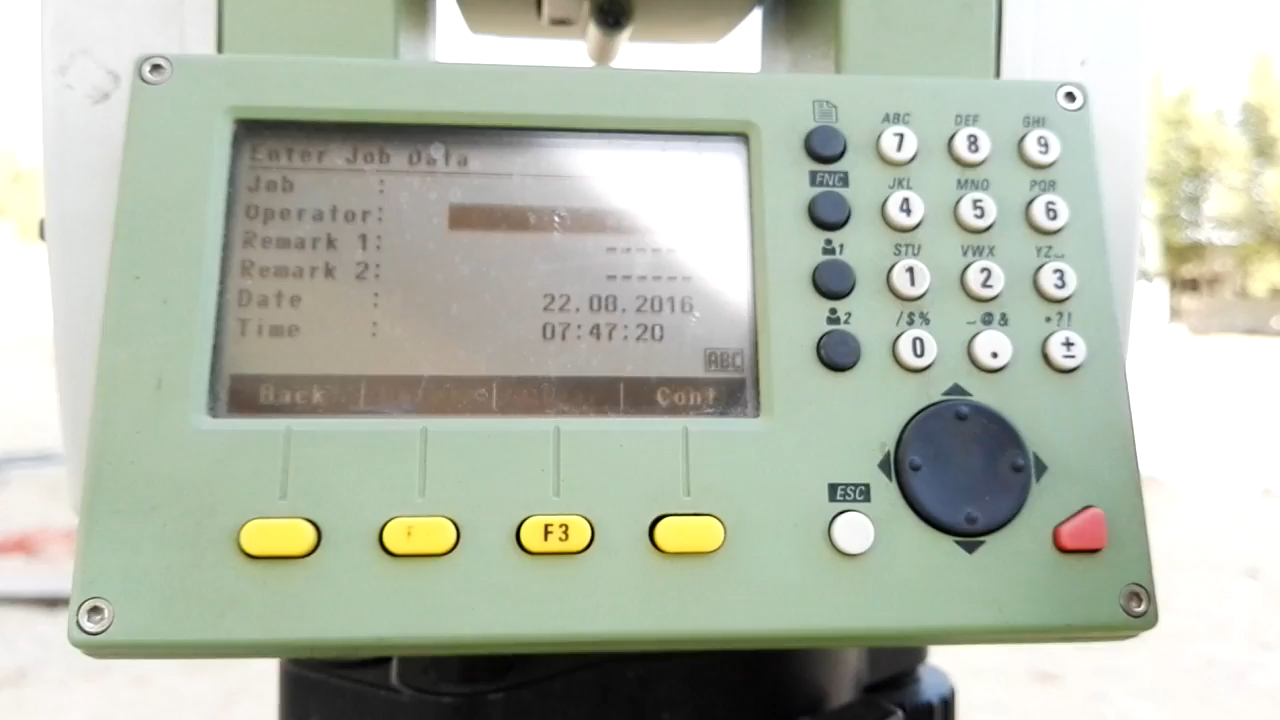 Enter Job Data
Job :
Operator:
Remark 1: ------
Remark 2: ------
Date : 22.08.2016
Time : 07:47:20
ABC
Back Cont
F3
FNC
1
2
ABC DEF GHI
7 8 9
JKL MNO PQR
4 5 6
STU VWX YZ
1 2 3
/$% _@& *?!
0 . ±
ESC